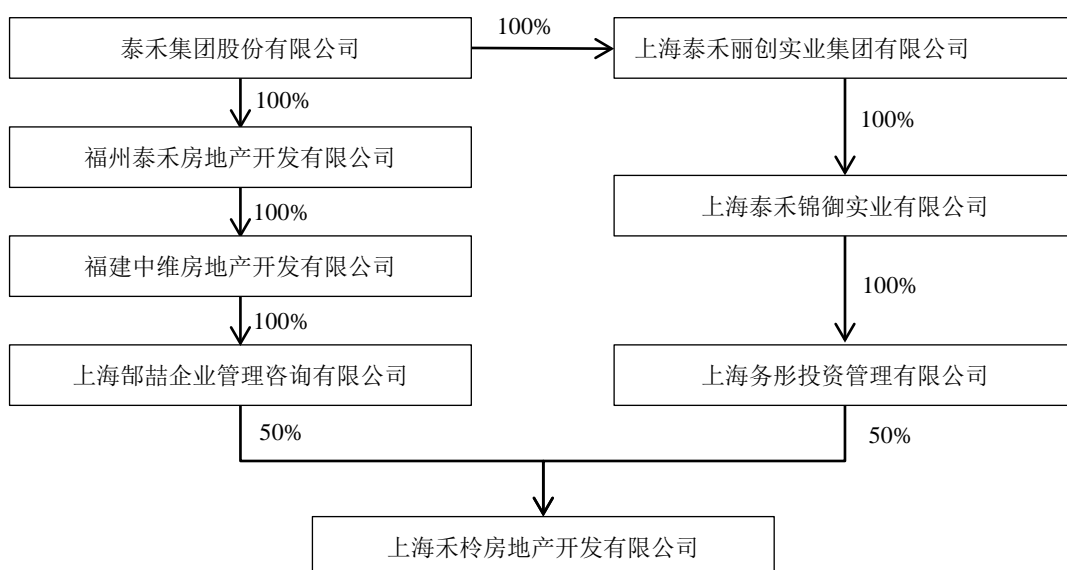 泰禾集团股份有限公司
100%
上海泰禾丽创实业集团有限公司
100%
100%
福州泰禾房地产开发有限公司
上海泰禾锦御实业有限公司
100%
福建中维房地产开发有限公司
100%
100%
上海郜喆企业管理咨询有限公司
上海务彤投资管理有限公司
50%
50%
上海禾柃房地产开发有限公司